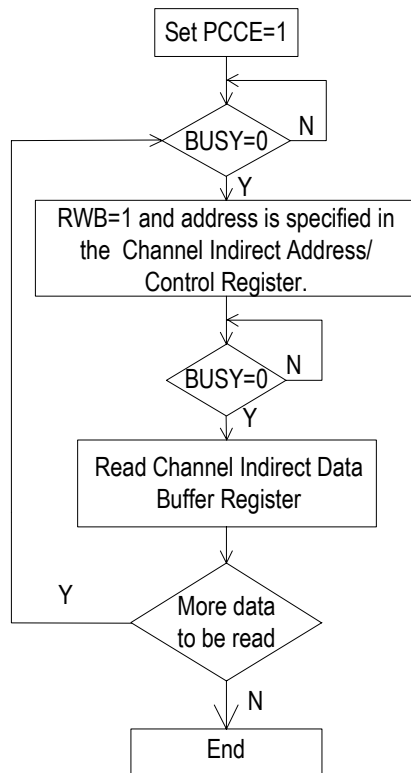 Set PCCE=1
BUSY=0
N
Y
RWB=1 and address is specified in
the Channel Indirect Address/
Control Register.
BUSY=0
N
Y
Read Channel Indirect Data
Buffer Register
Y
More data
to be read
N
End